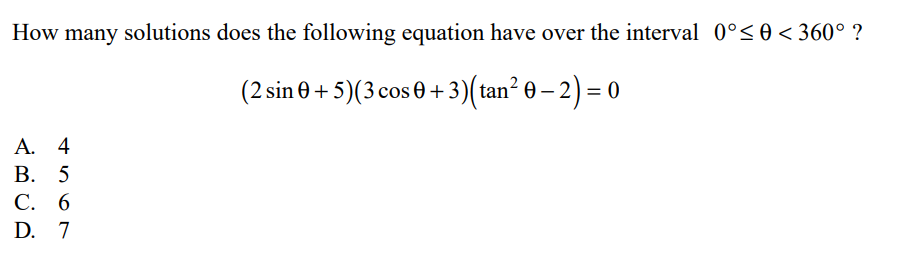 How many solutions does the following equation have over the interval 0°≤ θ < 360° ?
(2 sin θ + 5)(3 cos θ + 3)(tan² θ – 2) = 0
A. 4
B. 5
C. 6
D. 7